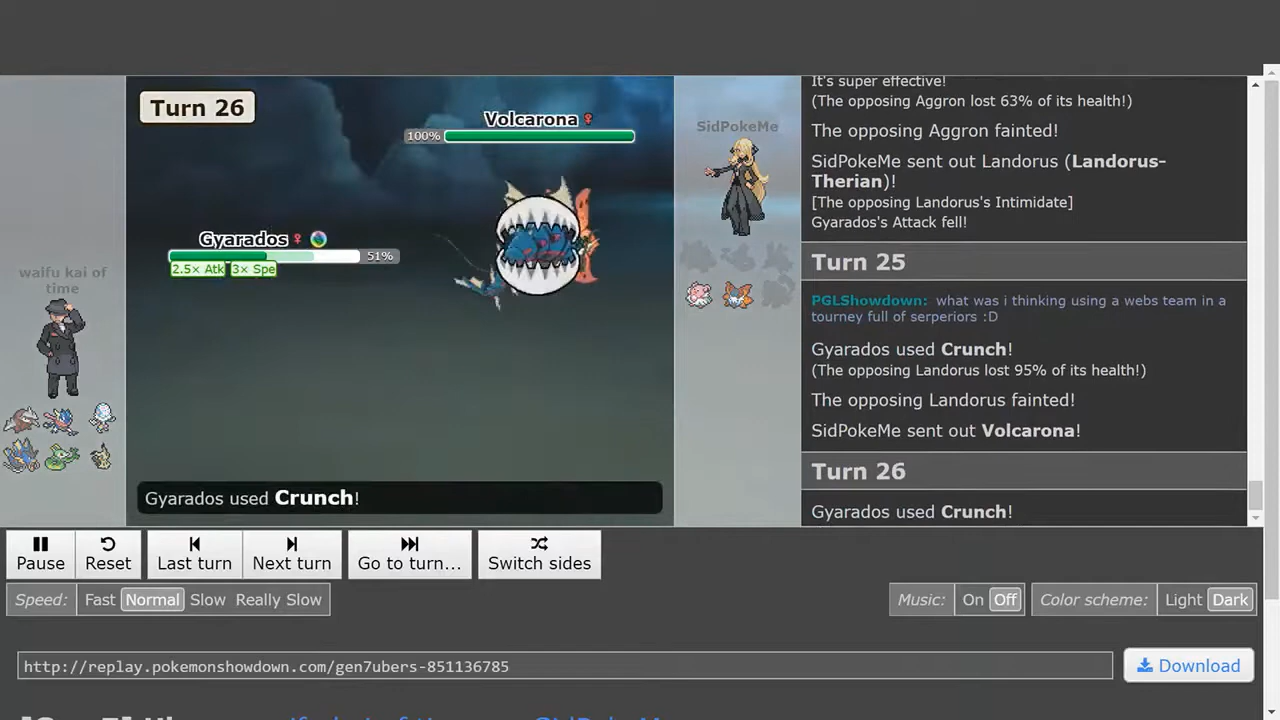 Turn 26
Volcarona
100%
Gyarados
51%
2.5× Atk 3× Spe
waifu kai of
time
Gyarados used Crunch!
SidPokeMe
It's super effective!
(The opposing Aggron lost 63% of its health!)
The opposing Aggron fainted!
SidPokeMe sent out Landorus (Landorus-
Therian)!
[The opposing Landorus's Intimidate]
Gyarados's Attack fell!
Turn 25
PGLShowdown: what was i thinking using a webs team in a
tourney full of serperiors :D
Gyarados used Crunch!
(The opposing Landorus lost 95% of its health!)
The opposing Landorus fainted!
SidPokeMe sent out Volcarona!
Turn 26
Gyarados used Crunch!
Pause Reset Last turn Next turn Go to turn... Switch sides
Speed: Fast Normal Slow Really Slow
Music: On Off Color scheme: Light Dark
http://replay.pokemonshowdown.com/gen7ubers-851136785
Download